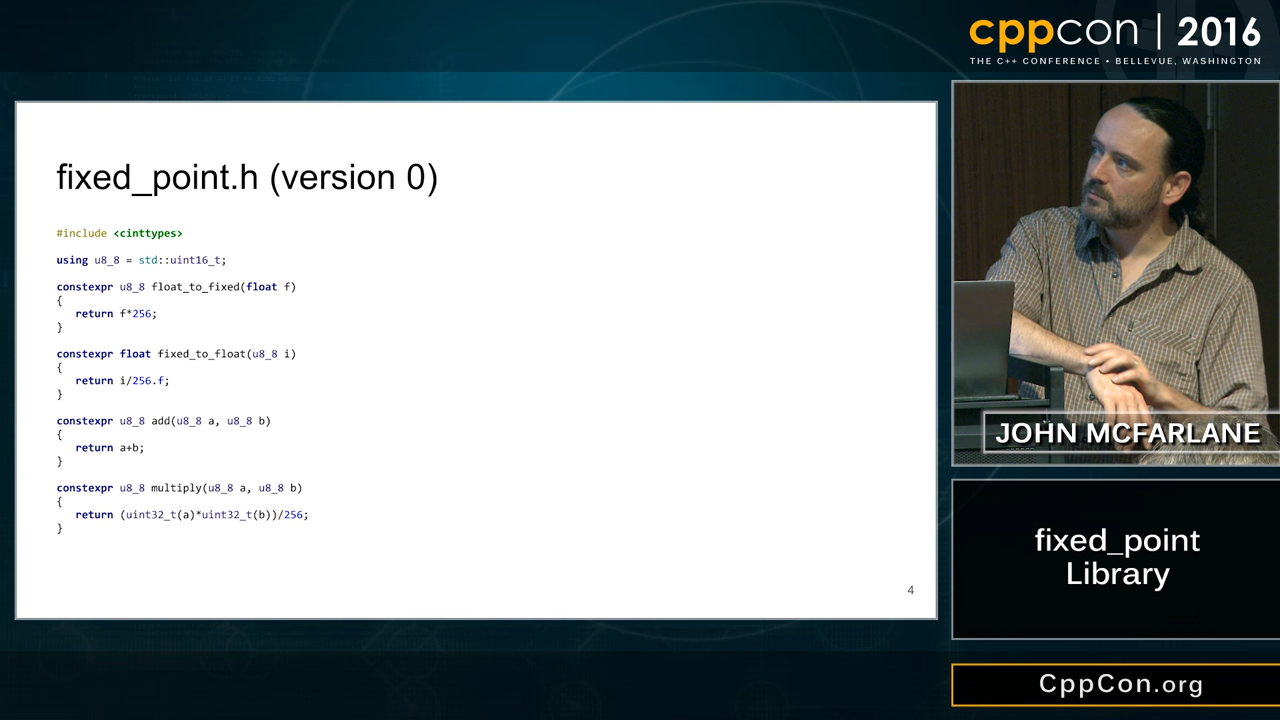 cppcon | 2016
THE C++ CONFERENCE • BELLEVUE, WASHINGTON
fixed_point.h (version 0)
#include <cinttypes>
using u8_8 = std::uint16_t;
constexpr u8_8 float_to_fixed(float f)
{
   return f*256;
}
constexpr float fixed_to_float(u8_8 i)
{
   return i/256.f;
}
constexpr u8_8 add(u8_8 a, u8_8 b)
{
   return a+b;
}
constexpr u8_8 multiply(u8_8 a, u8_8 b)
{
   return (uint32_t(a)*uint32_t(b))/256;
}
4
JOHN MCFARLANE
fixed_point
Library
CppCon.org